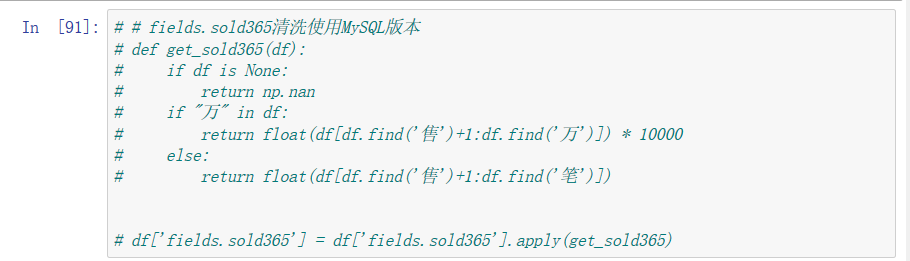 In [91]: # # fields.sold365清洗使用MySQL版本
# def get_sold365(df):
#     if df is None:
#         return np.nan
#     if "万" in df:
#         return float(df[df.find('售')+1:df.find('万')]) * 10000
#     else:
#         return float(df[df.find('售')+1:df.find('笔')])
# df['fields.sold365'] = df['fields.sold365'].apply(get_sold365)